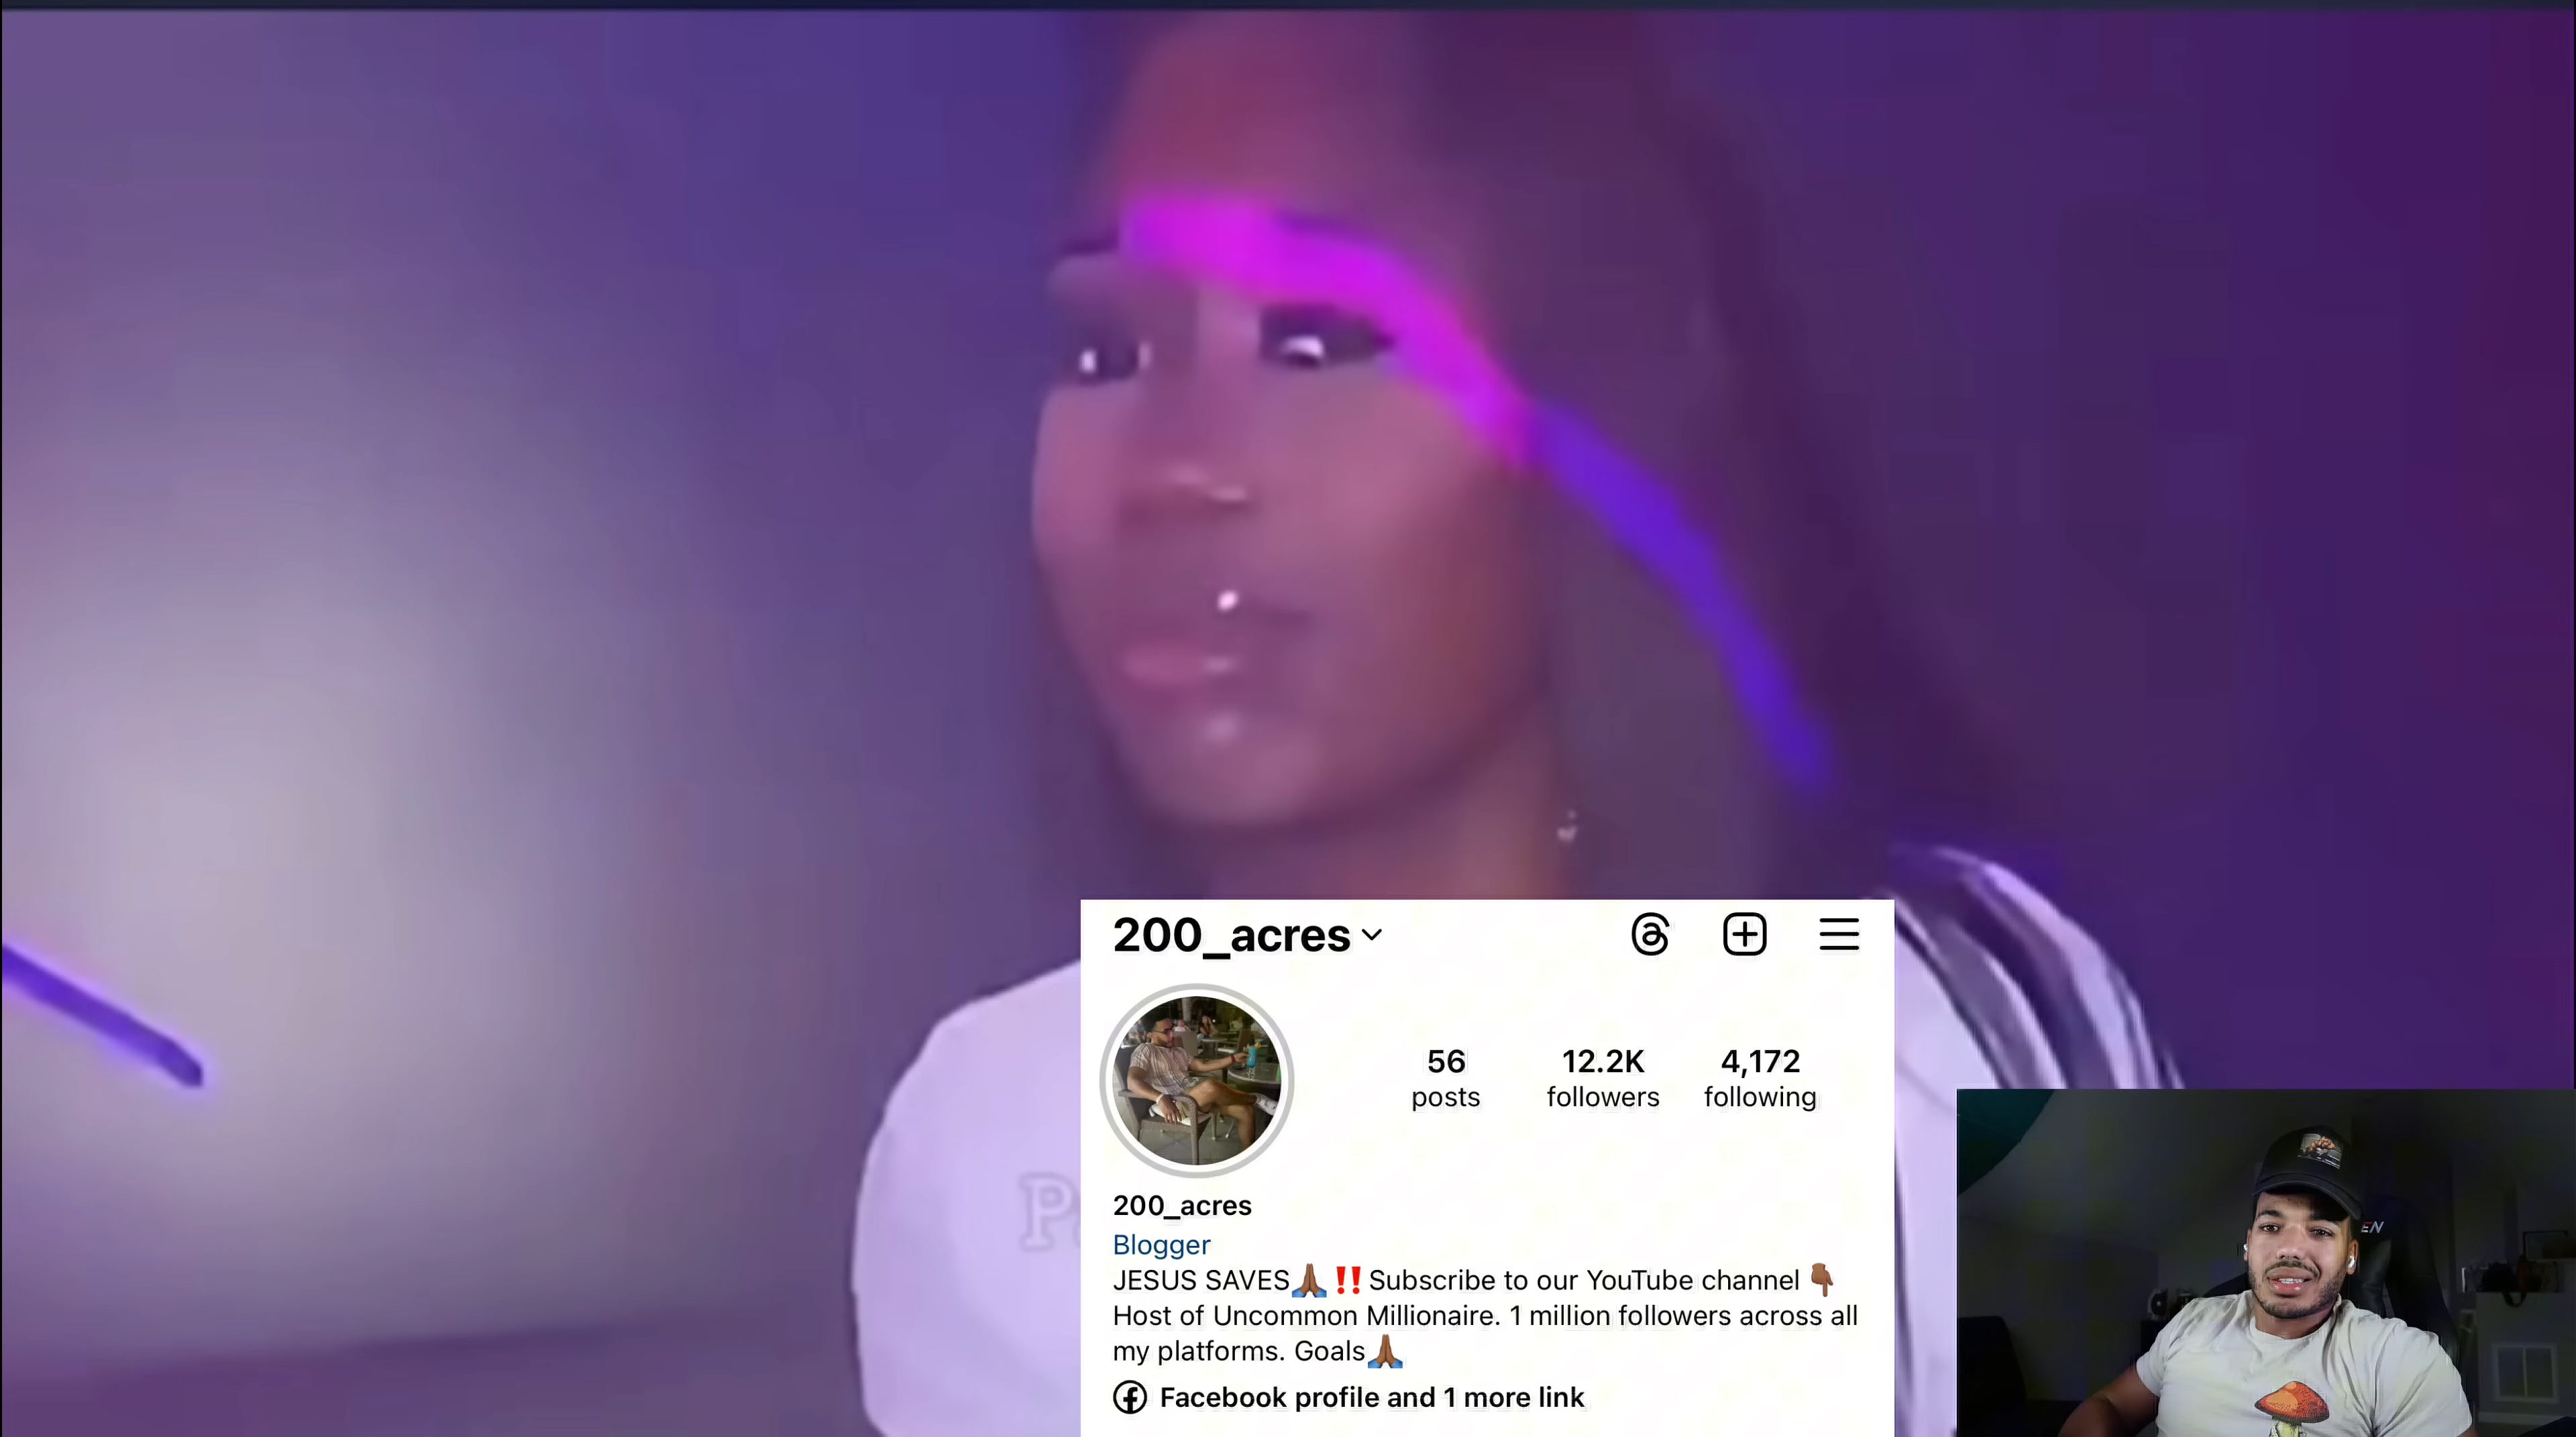 200_acres
56 12.2K 4,172
posts followers following
200_acres
Blogger
JESUS SAVES🙏🏾‼️Subscribe to our YouTube channel👇🏾
Host of Uncommon Millionaire. 1 million followers across all
my platforms. Goals🙏🏾
Facebook profile and 1 more link
EN